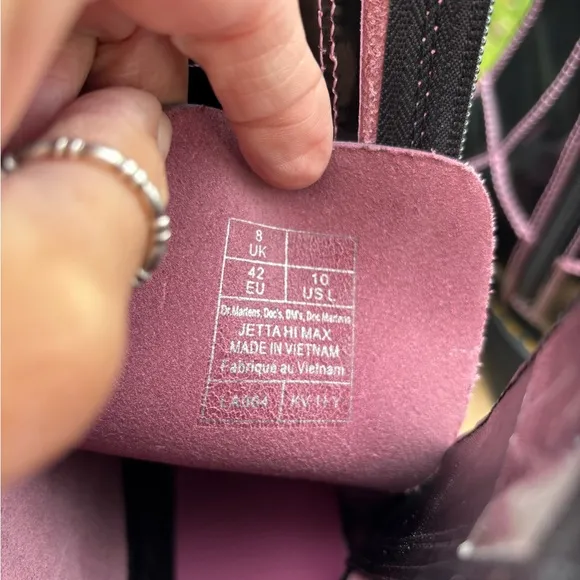 8
UK
42
EU
10
US L
Dr. Martens, Doc's, DM's, Doc Martens
JETTA HI MAX
MADE IN VIETNAM
Fabriqué au Vietnam